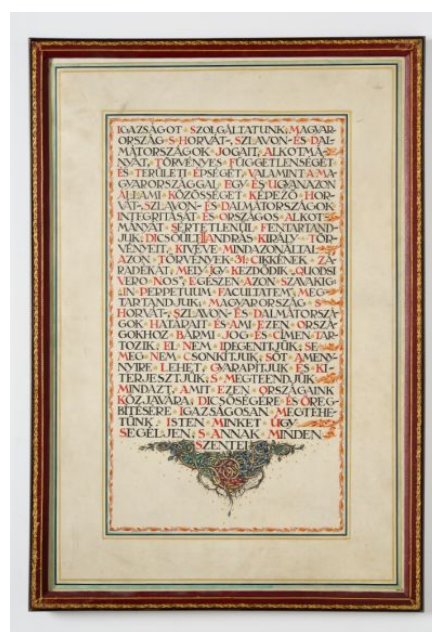 IGAZSÁGOT SZOLGÁLTATUNK; MAGYAR-
ORSZÁG S HORVÁT-, SZLAVON- ÉS DAL-
MÁTORSZÁGOK JOGAIT, ALKOTMÁ-
NYÁT, TÖRVÉNYES FÜGGETLENSÉGÉT
ÉS TERÜLETI ÉPSÉGÉT, VALAMINT A MA-
GYARORSZÁGGAL EGY ÉS UGYANAZON
ÁLLAMI KÖZÖSSÉGET KÉPEZŐ HOR-
VÁT-, SZLAVON- ÉS DALMÁTORSZÁGOK
INTEGRITÁSÁT ÉS ORSZÁGOS ALKOT-
MÁNYÁT SÉRTETLENÜL FENTARTAND-
JUK; DICSŐÜLT II. ANDRÁS KIRÁLY TÖR-
VÉNYEIT, KIVÉVE MINDAZONÁLTAL
AZON TÖRVÉNYEK 31. CIKKÉNEK ZÁ-
RADÉKÁT, MELY ÍGY KEZDŐDIK „QUODSI
VERO NOS", EGÉSZEN AZON SZAVAKIG
„IN PERPETUUM FACULTATEM", MEG-
TARTANDJUK; MAGYARORSZÁG S
HORVÁT-, SZLAVON ÉS DALMÁTORSZÁ-
GOK HATÁRAIT ÉS AMI EZEN ORSZÁ-
GOKHOZ BÁRMI JOG ÉS CÍMEN TAR-
TOZIK, EL NEM IDEGENITJÜK, SE
MEG NEM CSONKÍTJUK, SŐT AMENY-
NYIRE LEHET, GYARAPÍTJUK ÉS KI-
TERJESZTJÜK, S MEGTEENDJÜK
MINDAZT, AMIT EZEN ORSZÁGAINK
KÖZJAVÁRA, DICSŐSÉGÉRE ÉS ÖREG-
BÍTÉSÉRE IGAZSÁGOSAN MEGTEHE-
TÜNK. ISTEN MINKET ÚGY
SEGÉLJEN, S ANNAK MINDEN
SZENTEI